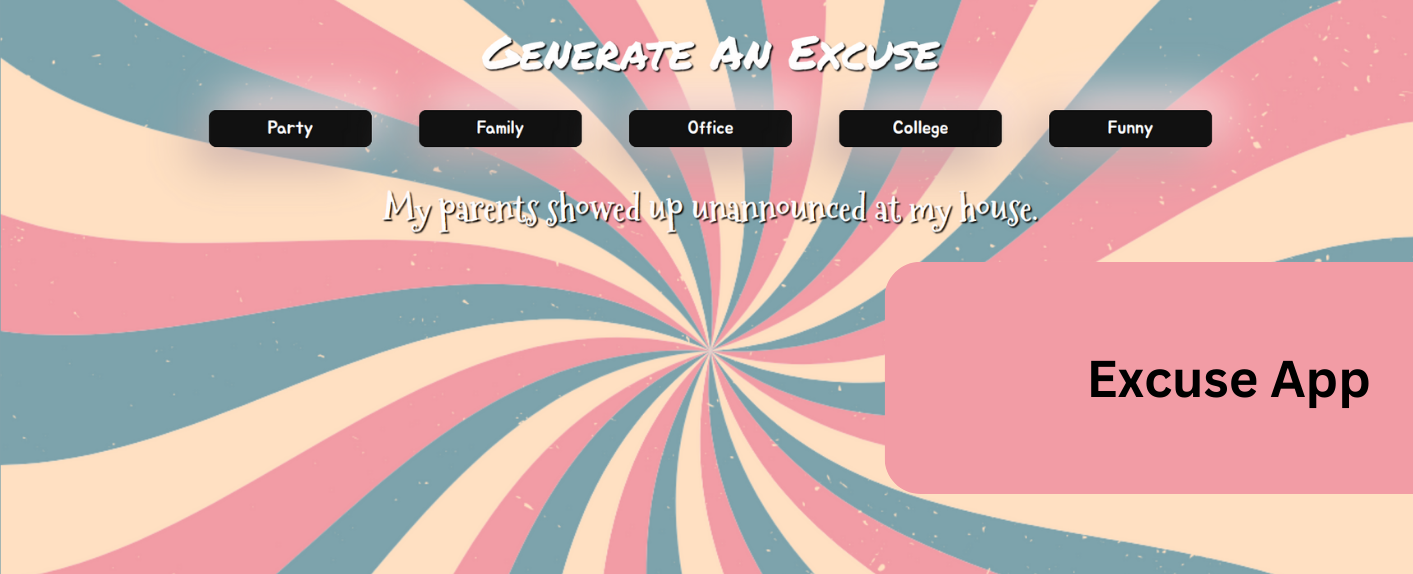 Generate An Excuse
Party Family Office College Funny
My parents showed up unannounced at my house.
Excuse App